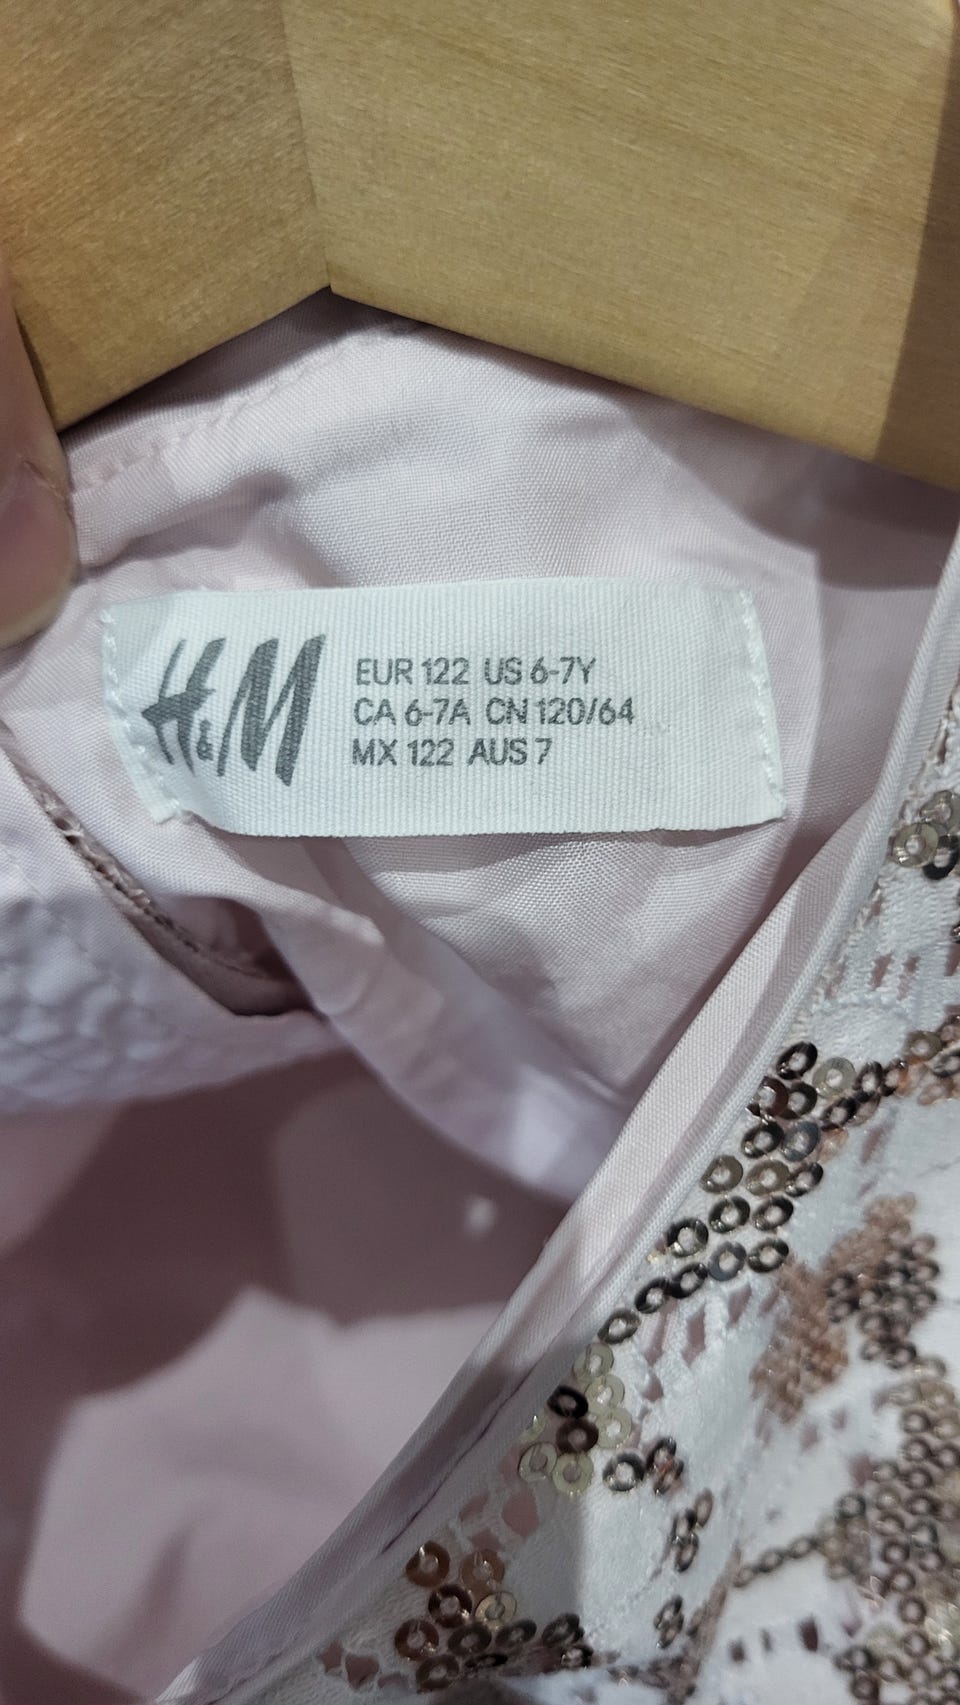 H&M
EUR 122 US 6-7Y
CA 6-7A CN 120/64
MX 122 AUS 7